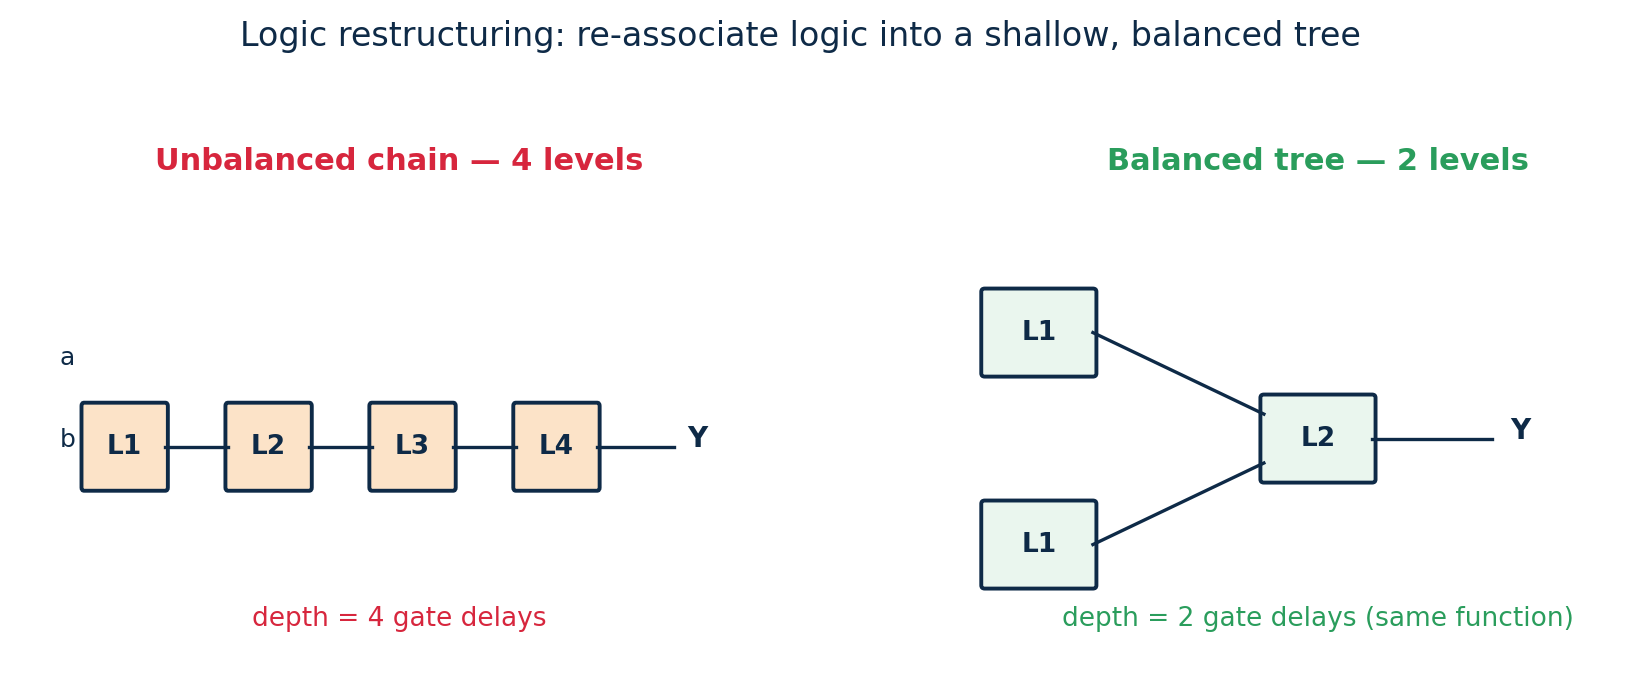 Logic restructuring: re-associate logic into a shallow, balanced tree
Unbalanced chain — 4 levels
a
b
L1
L2
L3
L4
Y
depth = 4 gate delays
Balanced tree — 2 levels
L1
L1
L2
Y
depth = 2 gate delays (same function)